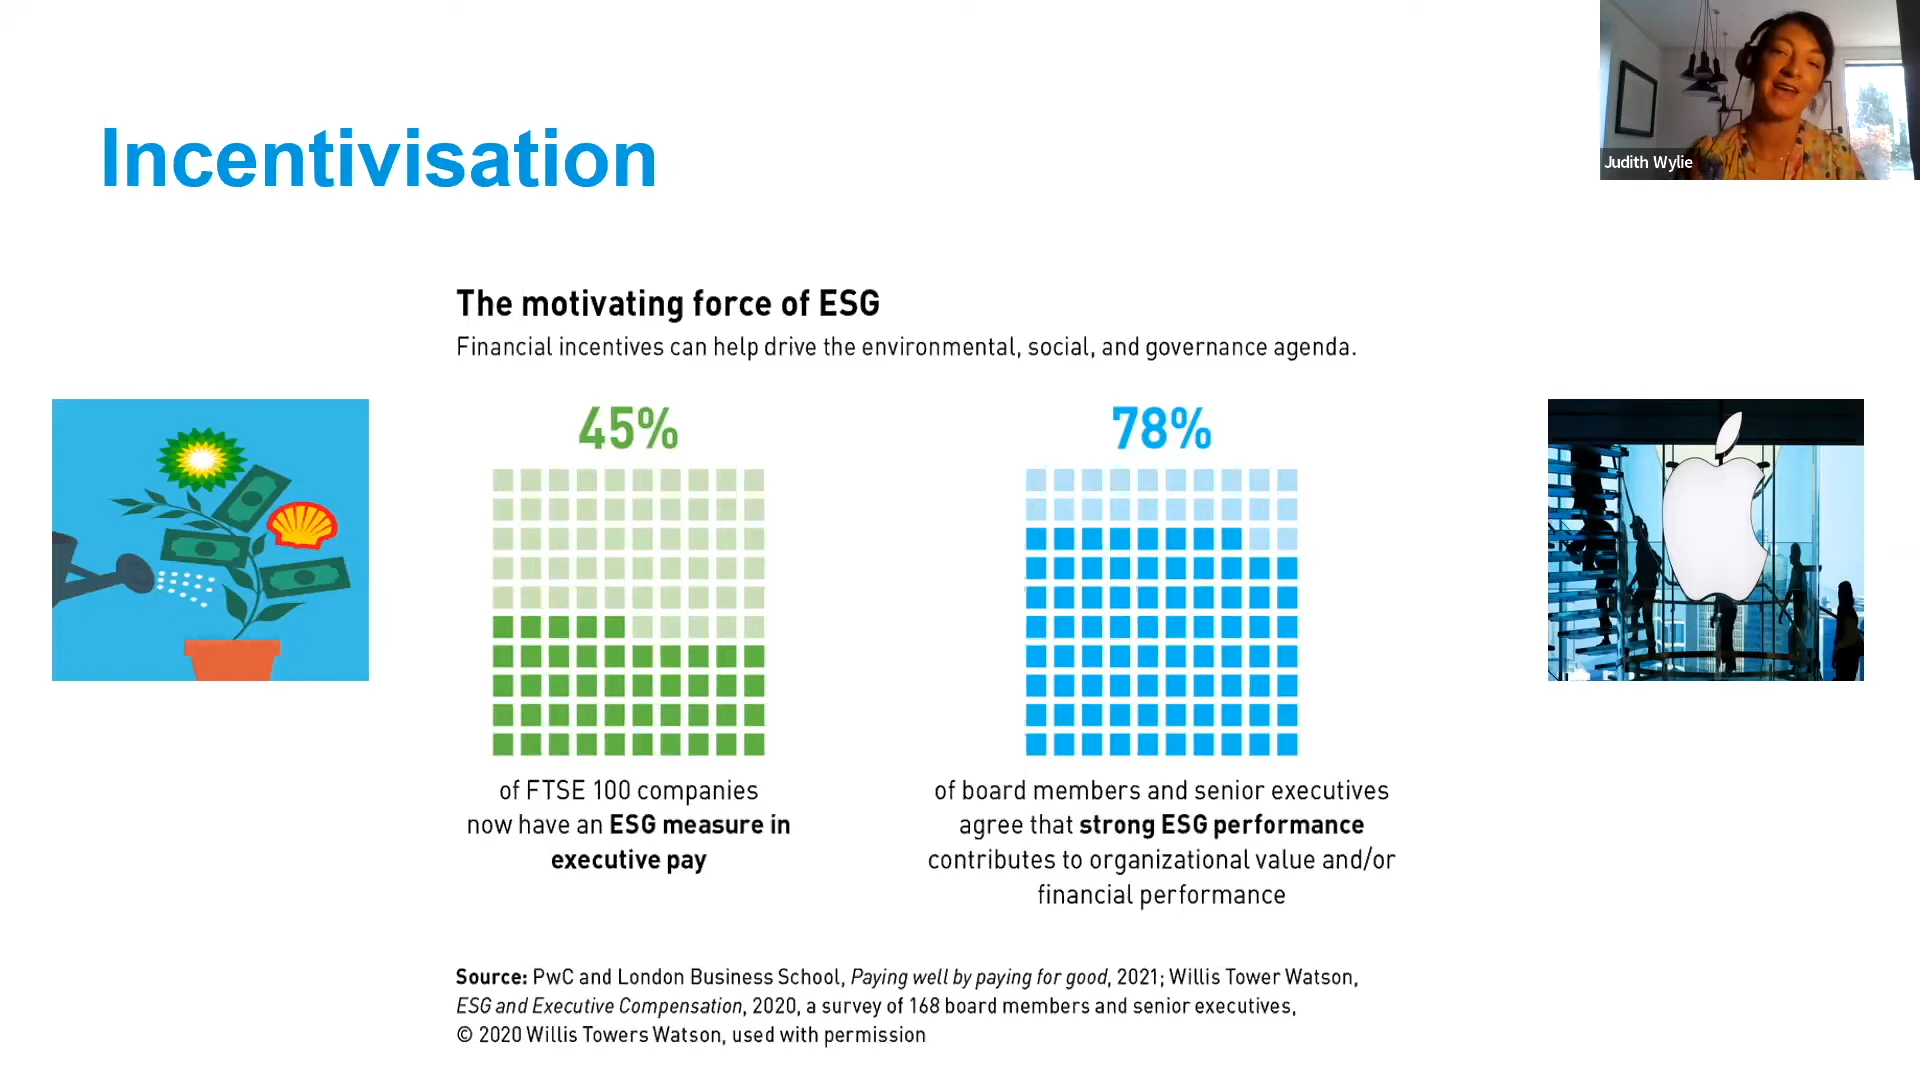 Incentivisation
Judith Wylie
The motivating force of ESG
Financial incentives can help drive the environmental, social, and governance agenda.
45%
of FTSE 100 companies
now have an ESG measure in
executive pay
78%
of board members and senior executives
agree that strong ESG performance
contributes to organizational value and/or
financial performance
Source: PwC and London Business School, Paying well by paying for good, 2021; Willis Tower Watson,
ESG and Executive Compensation, 2020, a survey of 168 board members and senior executives,
© 2020 Willis Towers Watson, used with permission